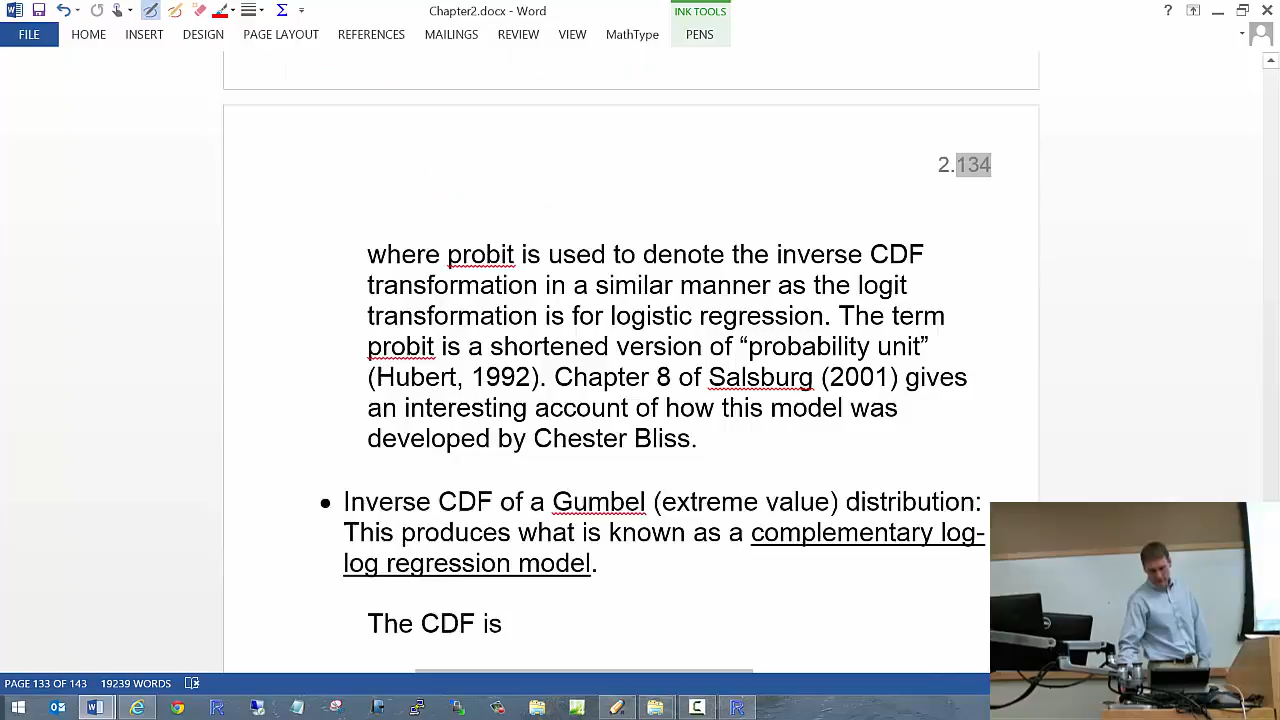 Chapter2.docx - Word
INK TOOLS
?
FILE
HOME
INSERT
DESIGN
PAGE LAYOUT
REFERENCES
MAILINGS
REVIEW
VIEW
MathType
PENS
2.134
where probit is used to denote the inverse CDF
transformation in a similar manner as the logit
transformation is for logistic regression. The term
probit is a shortened version of “probability unit”
(Hubert, 1992). Chapter 8 of Salsburg (2001) gives
an interesting account of how this model was
developed by Chester Bliss.
• Inverse CDF of a Gumbel (extreme value) distribution:
This produces what is known as a complementary log-
log regression model.
The CDF is
PAGE 133 OF 143
19239 WORDS